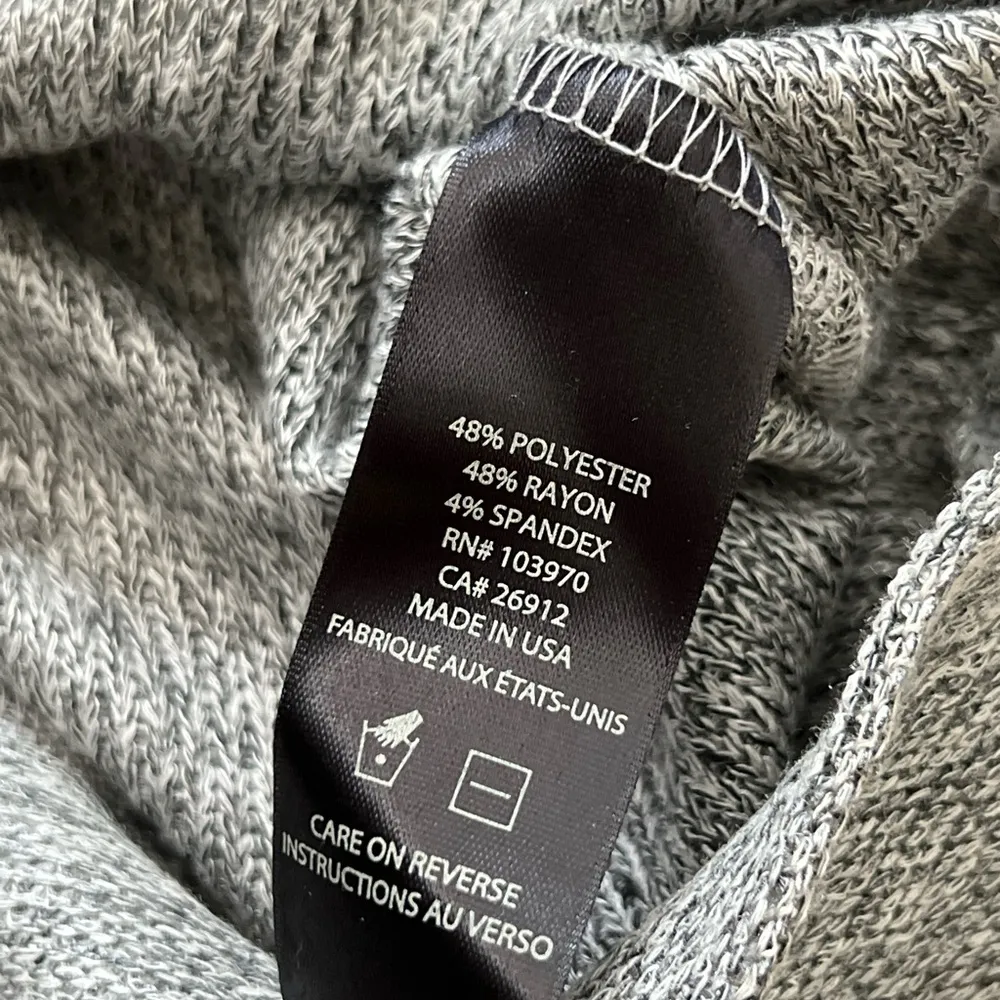 48% POLYESTER
48% RAYON
4% SPANDEX
RN# 103970
CA# 26912
MADE IN USA
FABRIQUÉ AUX ÉTATS-UNIS
CARE ON REVERSE
INSTRUCTIONS AU VERSO